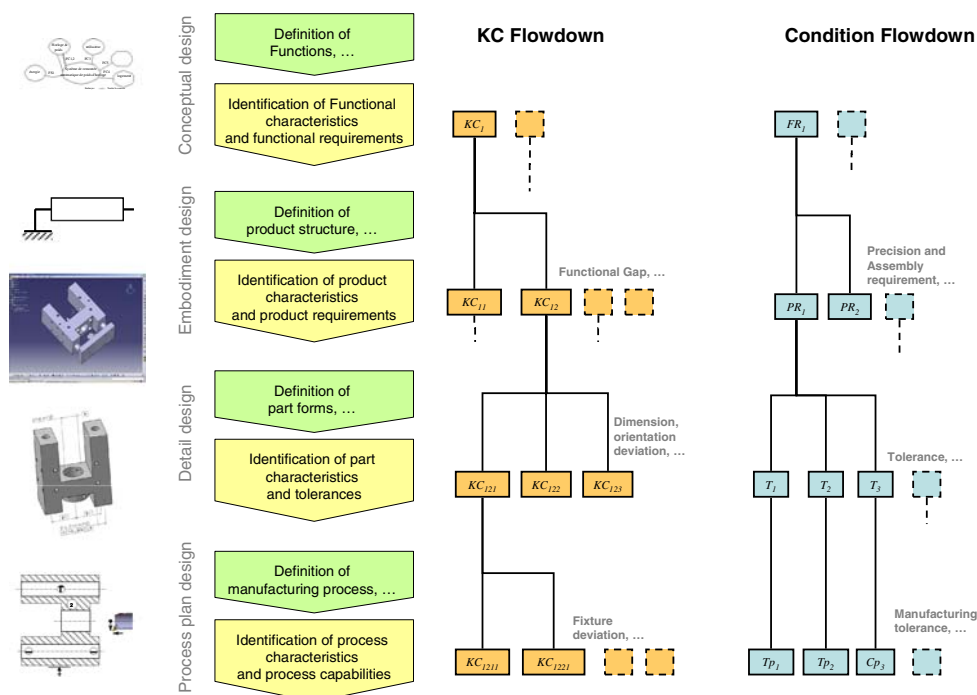 KC Flowdown
Condition Flowdown
Conceptual design
Definition of
Functions, …
Identification of Functional
characteristics
and functional requirements
KC1
FR1
Embodiment design
Definition of
product structure, …
Identification of product
characteristics
and product requirements
Functional Gap, …
KC11
KC12
Precision and
Assembly
requirement, …
PR1
PR2
Detail design
Definition of
part forms, …
Identification of part
characteristics
and tolerances
Dimension,
orientation
deviation, …
KC121
KC122
KC123
Tolerance, …
T1
T2
T3
Process plan design
Definition of
manufacturing process, …
Identification of process
characteristics
and process capabilities
Fixture
deviation, …
KC1211
KC1221
Manufacturing
tolerance, …
Tp1
Tp2
Cp3